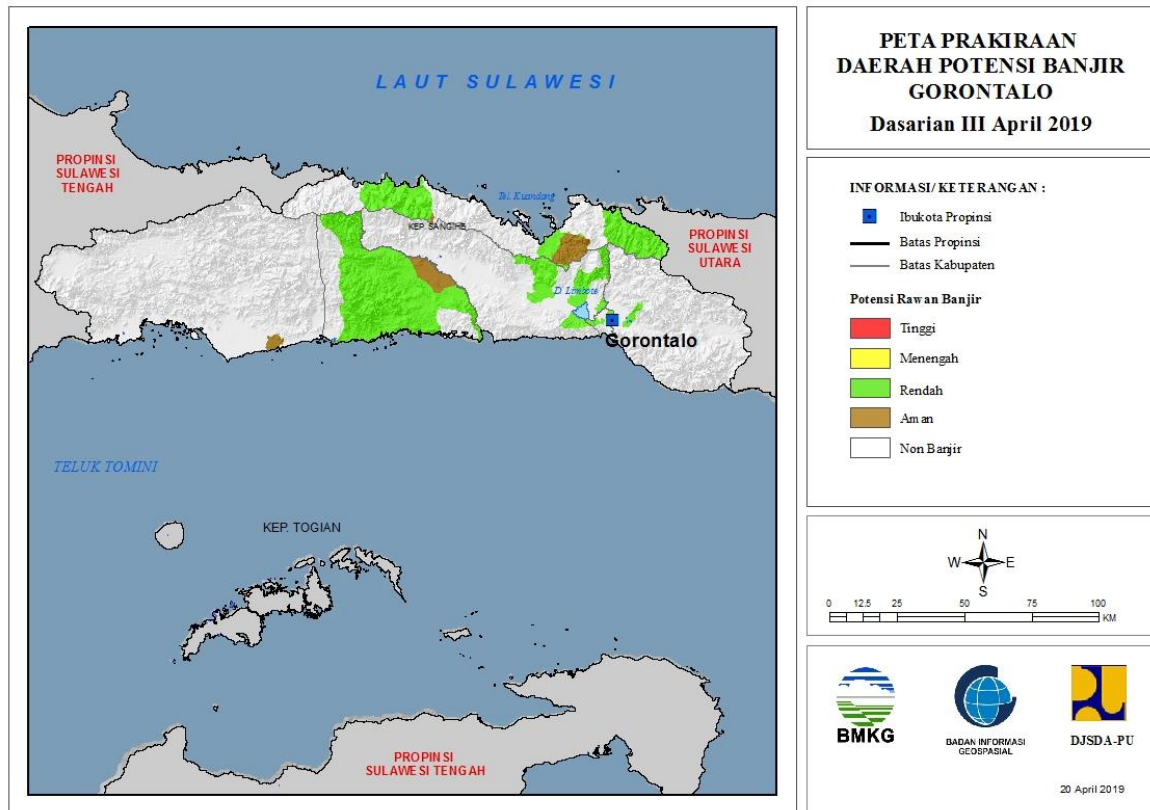 LAUT SULAWESI
PROPINSI
SULAWESI
TENGAH
Tel. Kuandang
KEP. SANGIHE
PROPINSI
SULAWESI
UTARA
D. Limboto
Gorontalo
TELUK TOMINI
KEP. TOGIAN
PROPINSI
SULAWESI TENGAH
PETA PRAKIRAAN
DAERAH POTENSI BANJIR
GORONTALO
Dasarian III April 2019
INFORMASI/ KETERANGAN :
Ibukota Propinsi
Batas Propinsi
Batas Kabupaten
Potensi Rawan Banjir
Tinggi
Menengah
Rendah
Aman
Non Banjir
N
W E
S
0 12.5 25 50 75 100
KM
BMKG
BADAN INFORMASI
GEOSPASIAL
DJSDA-PU
20 April 2019